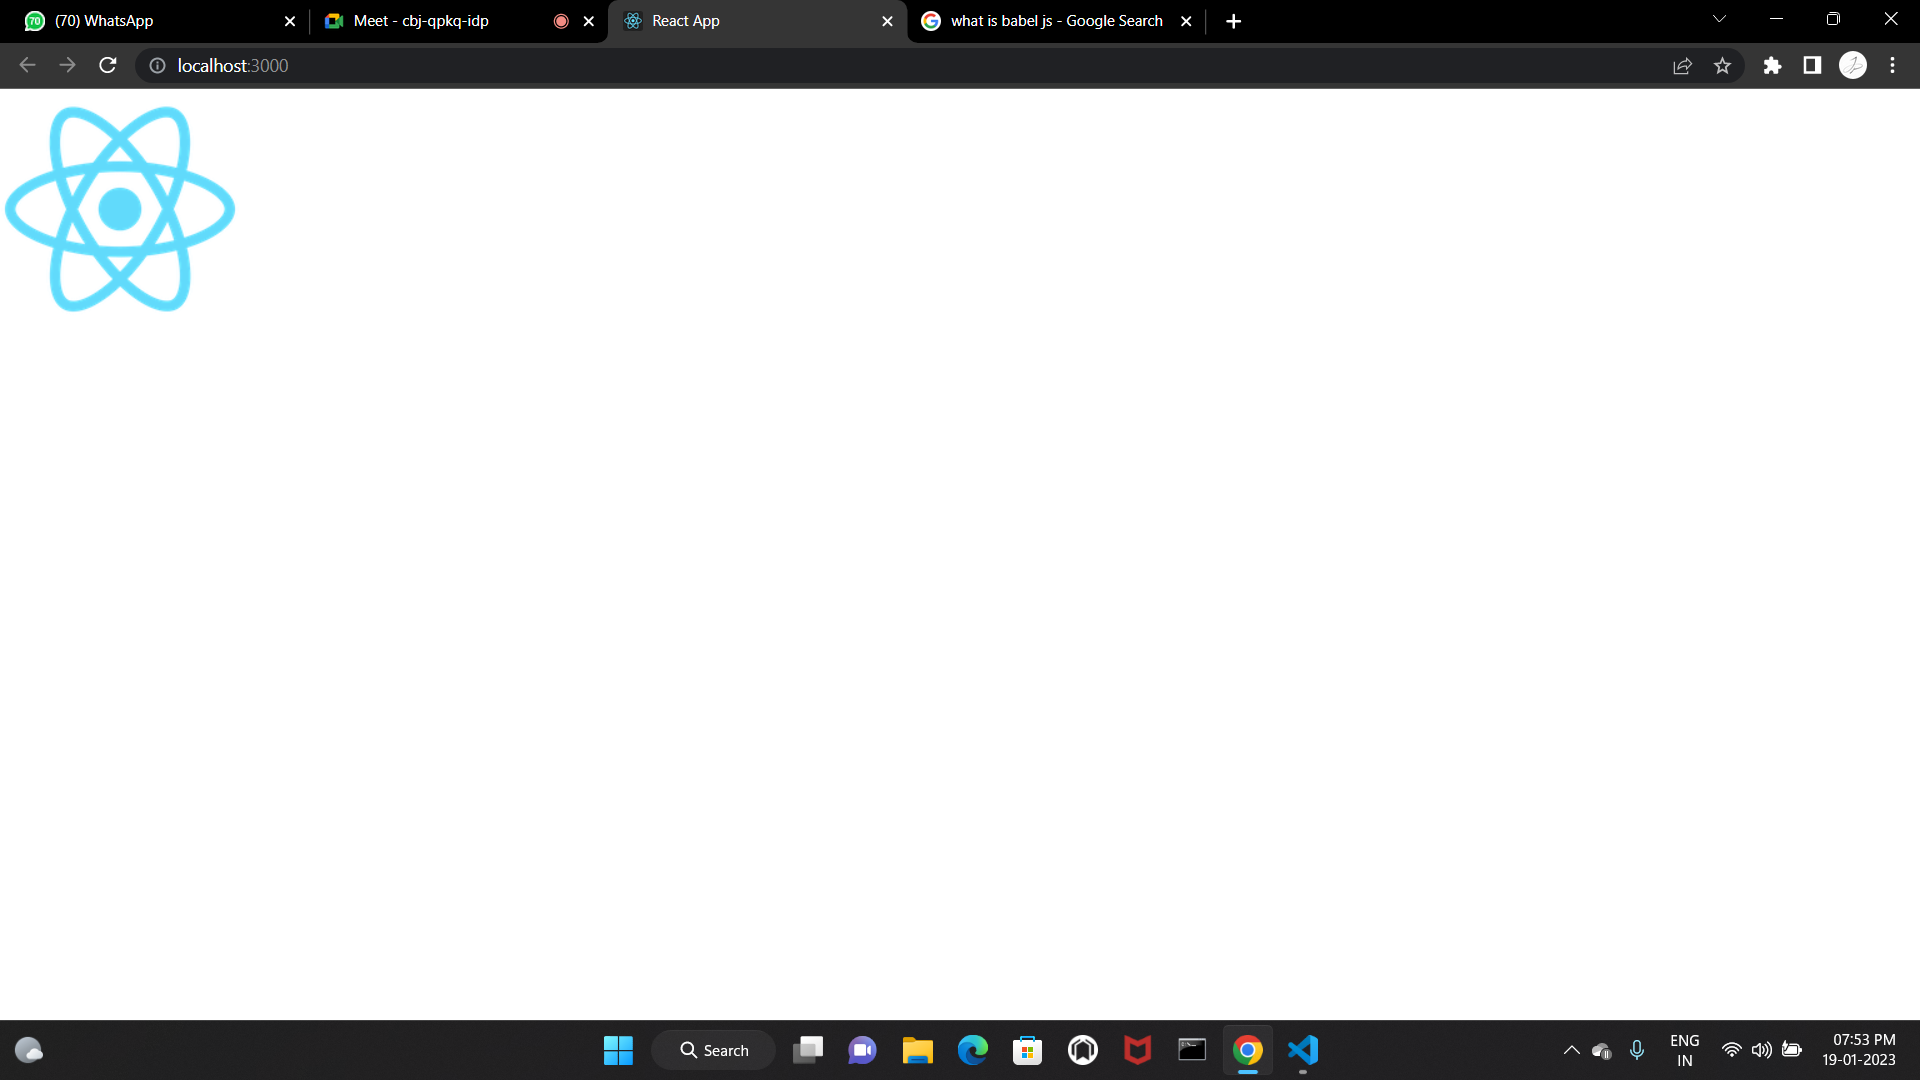 (70) WhatsApp
Meet - cbj-qpkq-idp
React App
what is babel js - Google Search
localhost:3000
Search
ENG
IN
07:53 PM
19-01-2023